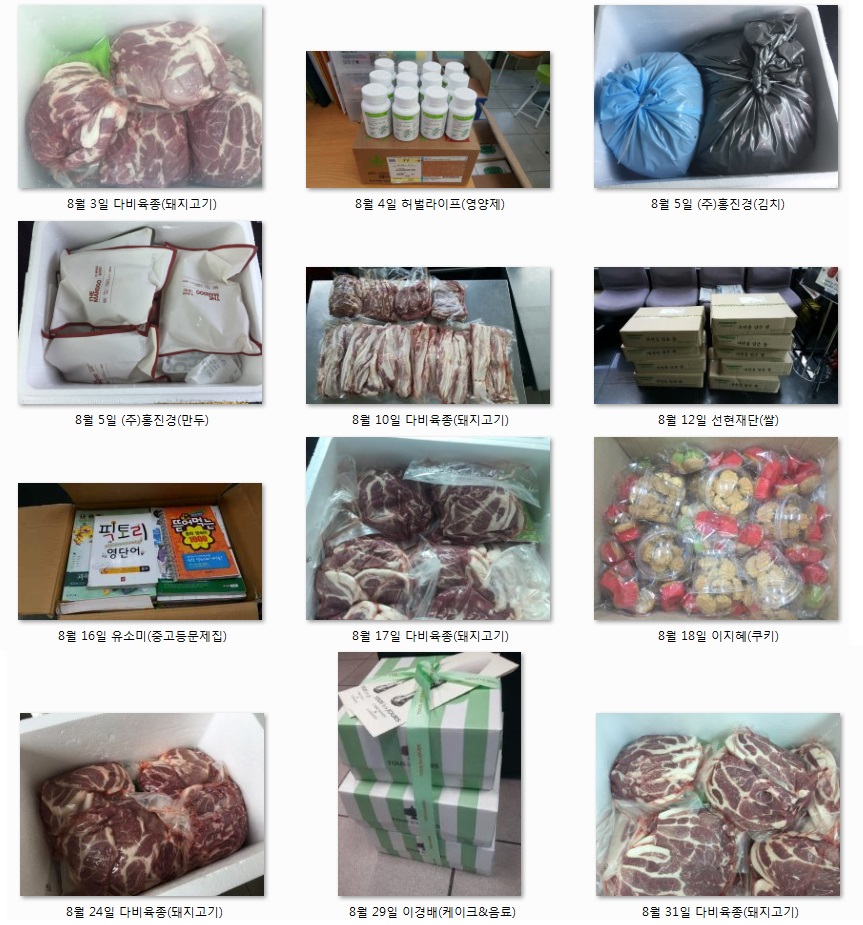 8월 3일 다비육종(돼지고기)
8월 4일 허벌라이프(영양제)
8월 5일 (주)홍진경(김치)
8월 5일 (주)홍진경(만두)
8월 10일 다비육종(돼지고기)
8월 12일 선현재단(쌀)
픽토리
영단어
뜯어먹는
1800
8월 16일 유소미(중고등문제집)
8월 17일 다비육종(돼지고기)
8월 18일 이지혜(쿠키)
8월 24일 다비육종(돼지고기)
8월 29일 이경배(케이크&음료)
8월 31일 다비육종(돼지고기)